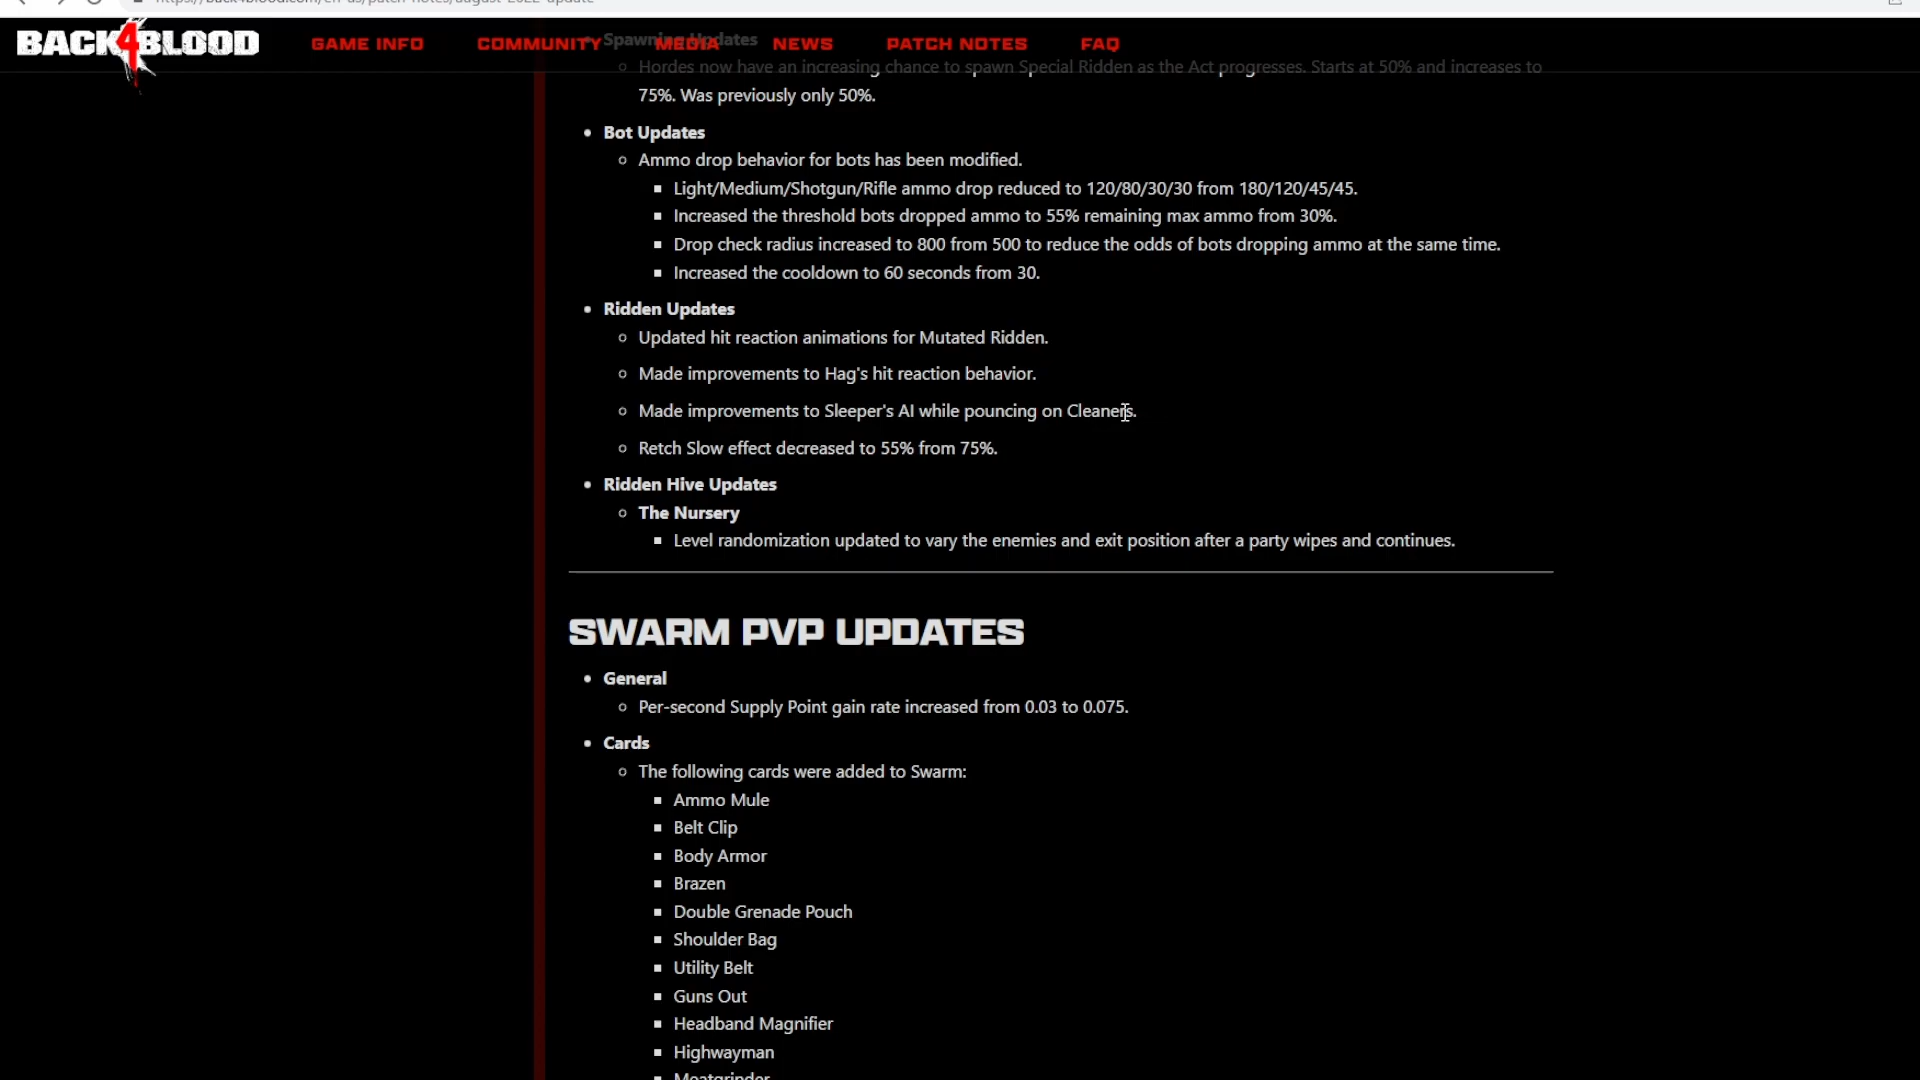 https://back4blood.com/en-us/patch-notes/august-2022-update
BACK 4 BLOOD
GAME INFO COMMUNITY MEDIA NEWS PATCH NOTES FAQ
Spawning Updates
Hordes now have an increasing chance to spawn Special Ridden as the Act progresses. Starts at 50% and increases to
75%. Was previously only 50%.
Bot Updates
Ammo drop behavior for bots has been modified.
Light/Medium/Shotgun/Rifle ammo drop reduced to 120/80/30/30 from 180/120/45/45.
Increased the threshold bots dropped ammo to 55% remaining max ammo from 30%.
Drop check radius increased to 800 from 500 to reduce the odds of bots dropping ammo at the same time.
Increased the cooldown to 60 seconds from 30.
Ridden Updates
Updated hit reaction animations for Mutated Ridden.
Made improvements to Hag's hit reaction behavior.
Made improvements to Sleeper's AI while pouncing on Cleaners.
Retch Slow effect decreased to 55% from 75%.
Ridden Hive Updates
The Nursery
Level randomization updated to vary the enemies and exit position after a party wipes and continues.
SWARM PVP UPDATES
General
Per-second Supply Point gain rate increased from 0.03 to 0.075.
Cards
The following cards were added to Swarm:
Ammo Mule
Belt Clip
Body Armor
Brazen
Double Grenade Pouch
Shoulder Bag
Utility Belt
Guns Out
Headband Magnifier
Highwayman
Meatgrinder